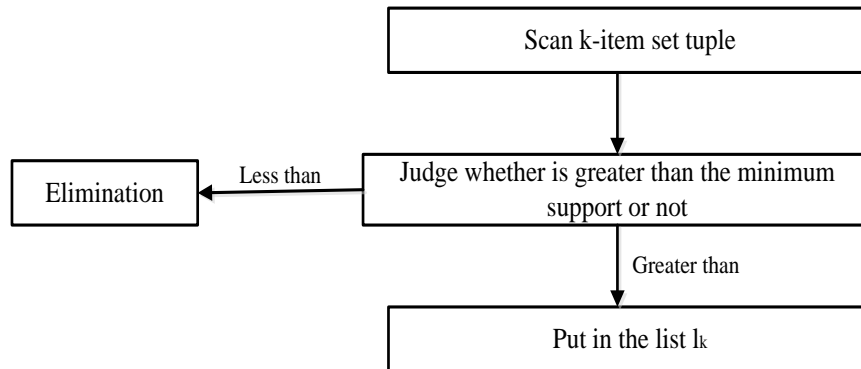 Scan k-item set tuple
Less than
Elimination
Judge whether is greater than the minimum
support or not
Greater than
Put in the list lk